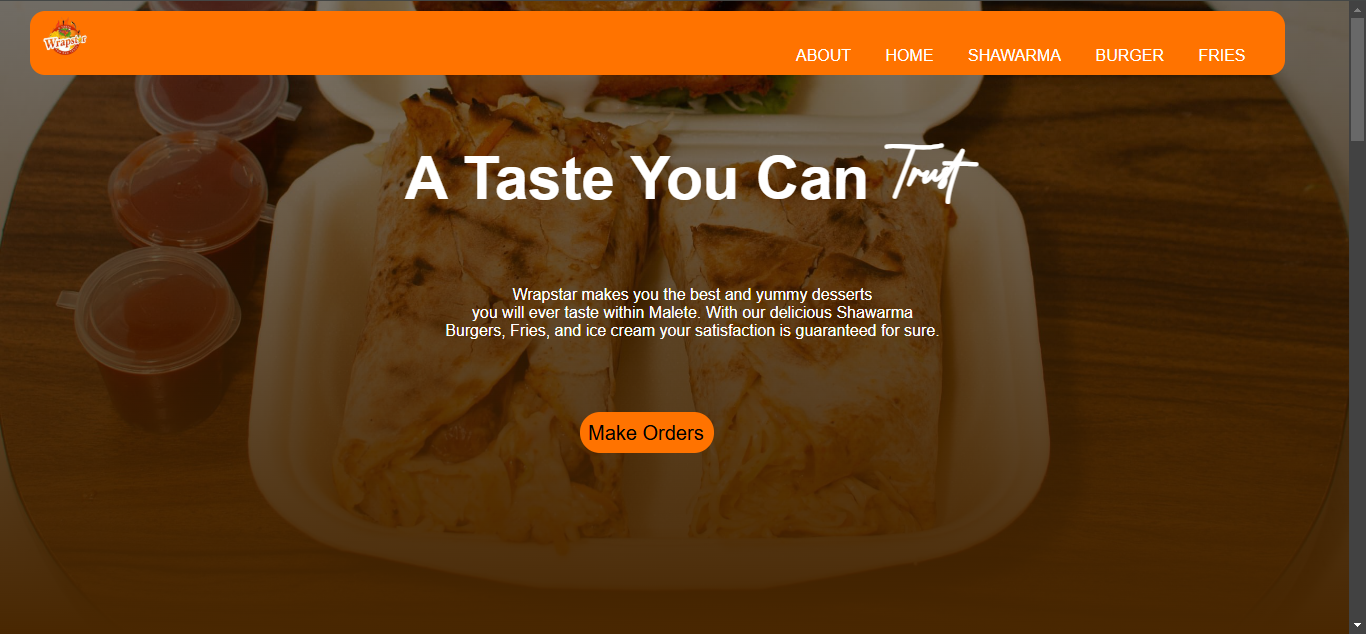 Wrapster
ABOUT HOME SHAWARMA BURGER FRIES
A Taste You Can Trust
Wrapstar makes you the best and yummy desserts
you will ever taste within Malete. With our delicious Shawarma
Burgers, Fries, and ice cream your satisfaction is guaranteed for sure.
Make Orders